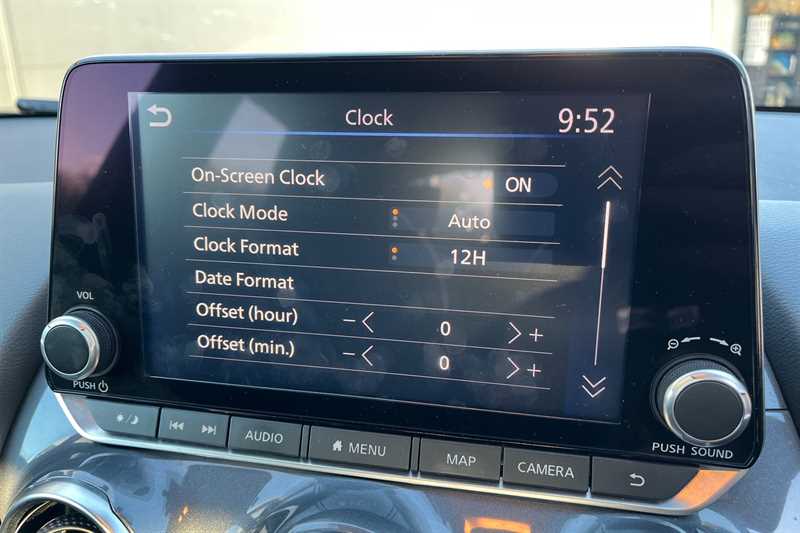 Clock 9:52
On-Screen Clock ON
Clock Mode Auto
Clock Format 12H
Date Format
Offset (hour) − < 0 > +
Offset (min.) − < 0 > +
VOL
PUSH
AUDIO
MENU
MAP
CAMERA
PUSH SOUND